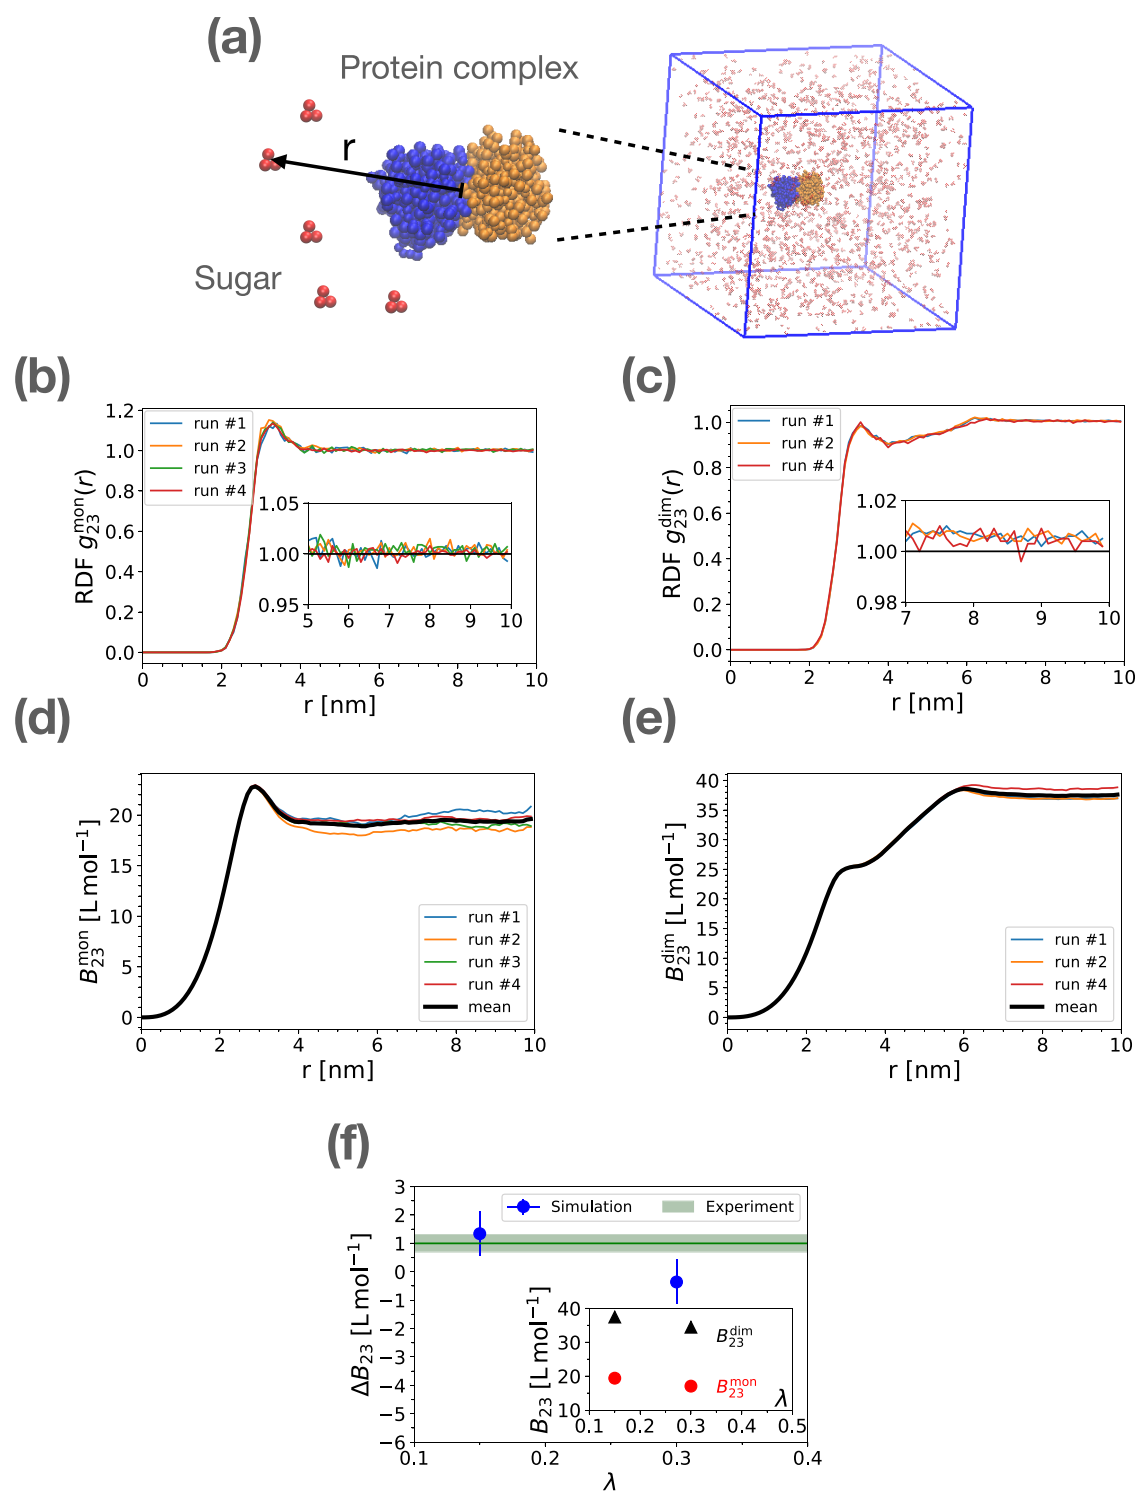 (a)
Protein complex
r
Sugar
(b)
RDF g₂₃ᵐᵒⁿ(r)
1.2
1.0
0.8
0.6
0.4
0.2
0.0
run #1
run #2
run #3
run #4
1.05
1.00
0.95
5 6 7 8 9 10
0 2 4 6 8 10
r [nm]
(c)
RDF g₂₃ᵈⁱᵐ(r)
1.0
0.8
0.6
0.4
0.2
0.0
run #1
run #2
run #4
1.02
1.00
0.98
7 8 9 10
0 2 4 6 8 10
r [nm]
(d)
B₂₃ᵐᵒⁿ [L mol⁻¹]
20
15
10
5
0
run #1
run #2
run #3
run #4
mean
0 2 4 6 8 10
r [nm]
(e)
B₂₃ᵈⁱᵐ [L mol⁻¹]
40
35
30
25
20
15
10
5
0
run #1
run #2
run #4
mean
0 2 4 6 8 10
r [nm]
(f)
ΔB₂₃ [L mol⁻¹]
3
2
1
0
−1
−2
−3
−4
−5
−6
Simulation Experiment
B₂₃ [L mol⁻¹]
40
30
20
10
B₂₃ᵈⁱᵐ
B₂₃ᵐᵒⁿ
λ
0.1 0.2 0.3 0.4 0.5
0.1 0.2 0.3 0.4
λ